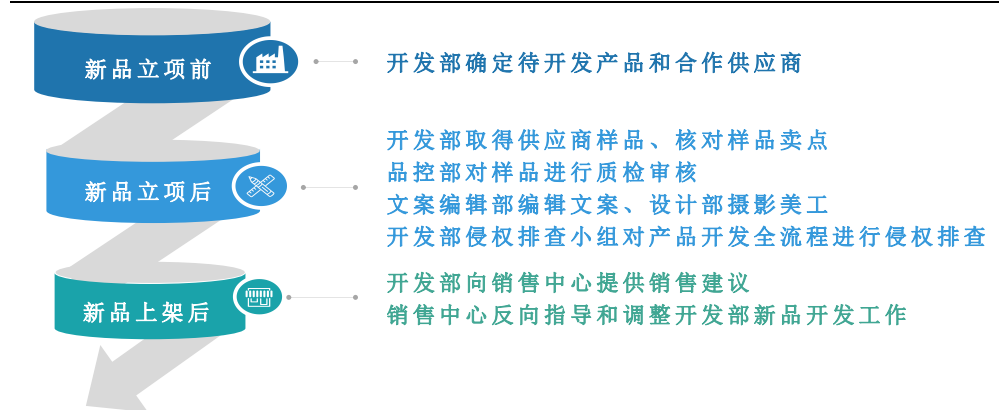 新品立项前
开发部确定待开发产品和合作供应商
新品立项后
开发部取得供应商样品、核对样品卖点
品控部对样品进行质检审核
文案编辑部编辑文案、设计部摄影美工
开发部侵权排查小组对产品开发全流程进行侵权排查
新品上架后
开发部向销售中心提供销售建议
销售中心反向指导和调整开发部新品开发工作